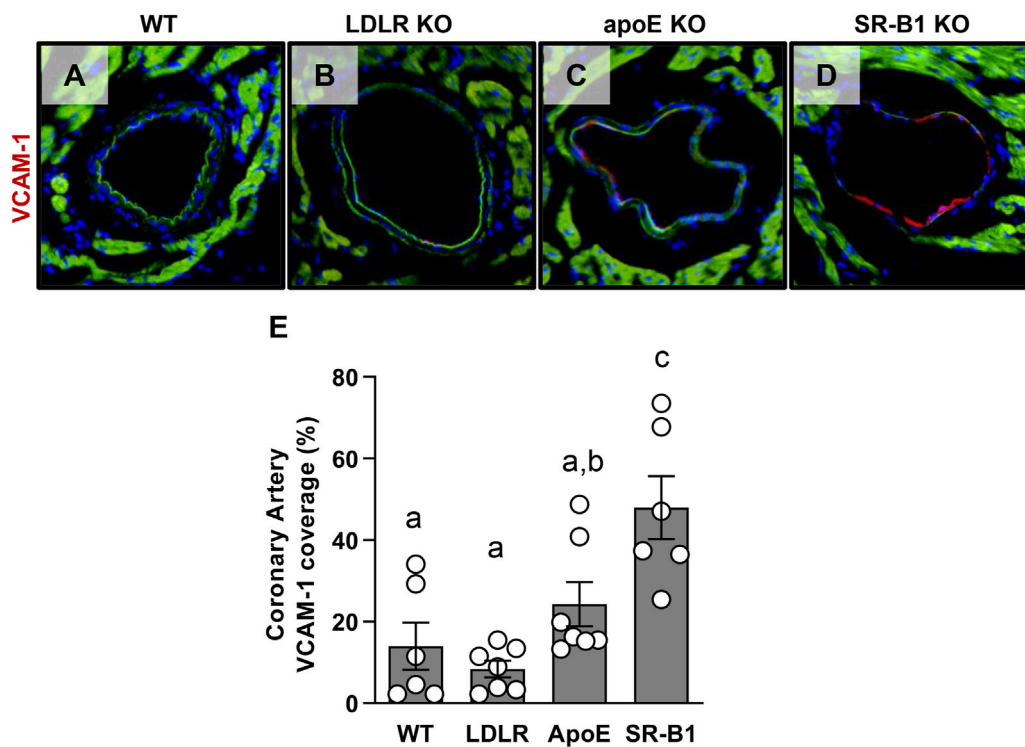 WT LDLR KO apoE KO SR-B1 KO
A B C D
VCAM-1
E
Coronary Artery
VCAM-1 coverage (%)
80
60
40
20
0
a
a
a,b
c
WT LDLR ApoE SR-B1